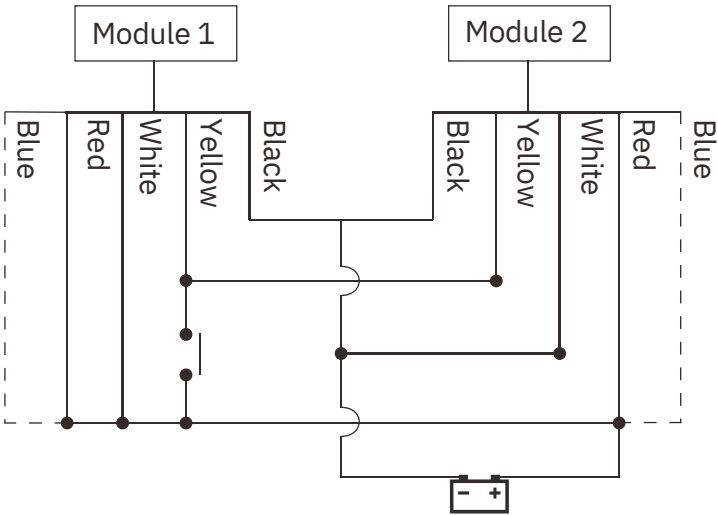 Module 1
Module 2
Blue
Red
White
Yellow
Black
Black
Yellow
White
Red
Blue
- +